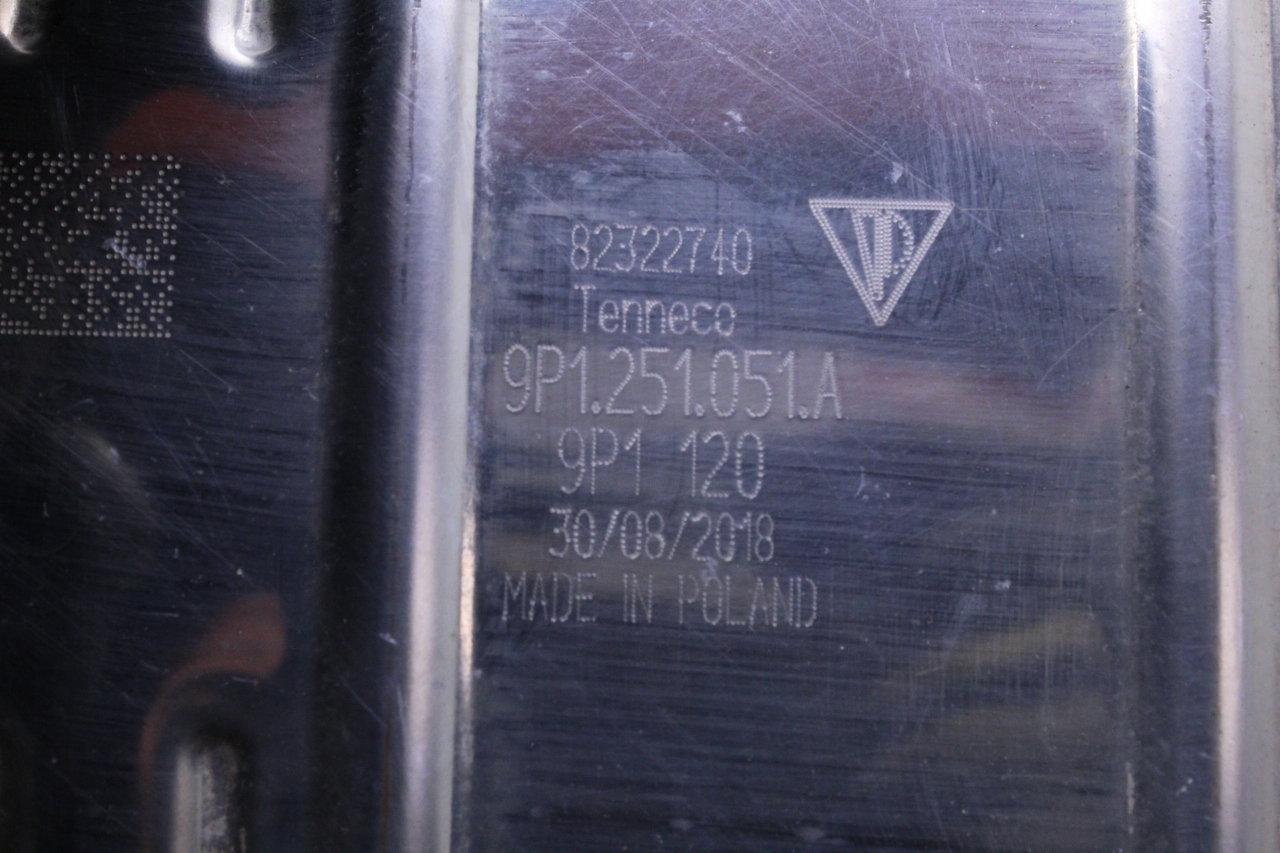 82322740
Tenneco
9P1.251.051.A
9P1 120
30/08/2018
MADE IN POLAND